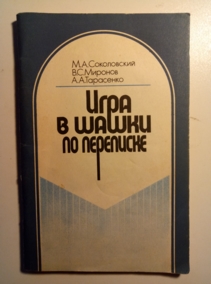 М.А.Соколовский
В.С.Миронов
А.А.Тарасенко
Игра
в шашки
по переписке